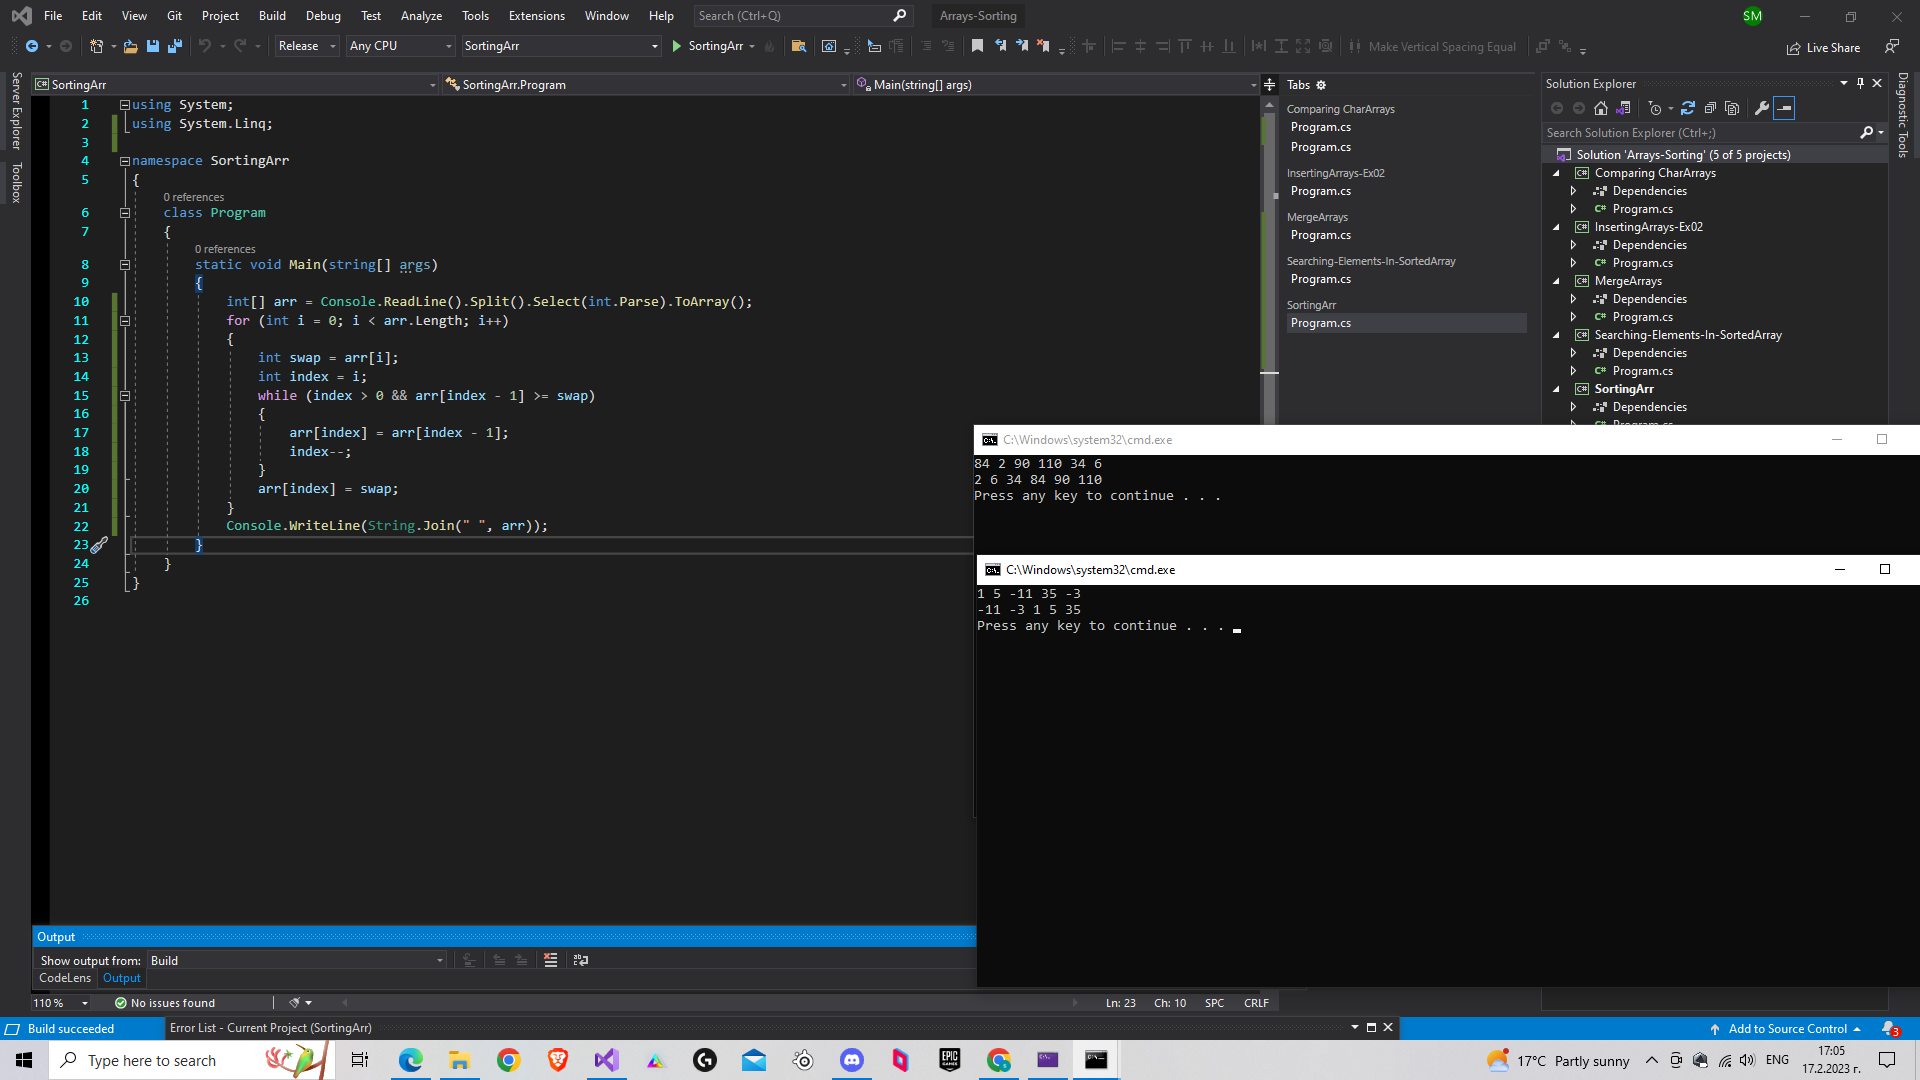 File Edit View Git Project Build Debug Test Analyze Tools Extensions Window Help Search (Ctrl+Q) Arrays-Sorting SM
Release Any CPU SortingArr SortingArr Make Vertical Spacing Equal Live Share
Server Explorer
Toolbox
SortingArr SortingArr.Program Main(string[] args)
1 using System;
2 using System.Linq;
3
4 namespace SortingArr
5 {
0 references
6 class Program
7 {
0 references
8 static void Main(string[] args)
9 {
10 int[] arr = Console.ReadLine().Split().Select(int.Parse).ToArray();
11 for (int i = 0; i < arr.Length; i++)
12 {
13 int swap = arr[i];
14 int index = i;
15 while (index > 0 && arr[index - 1] >= swap)
16 {
17 arr[index] = arr[index - 1];
18 index--;
19 }
20 arr[index] = swap;
21 }
22 Console.WriteLine(String.Join(" ", arr));
23 }
24 }
25 }
26
Tabs
Comparing CharArrays
Program.cs
Program.cs
InsertingArrays-Ex02
Program.cs
MergeArrays
Program.cs
Searching-Elements-In-SortedArray
Program.cs
SortingArr
Program.cs
Solution Explorer
Search Solution Explorer (Ctrl+;)
Solution 'Arrays-Sorting' (5 of 5 projects)
C# Comparing CharArrays
Dependencies
C# Program.cs
C# InsertingArrays-Ex02
Dependencies
C# Program.cs
C# MergeArrays
Dependencies
C# Program.cs
C# Searching-Elements-In-SortedArray
Dependencies
C# Program.cs
C# SortingArr
Dependencies
Diagnostic Tools
C:\Windows\system32\cmd.exe
84 2 90 110 34 6
2 6 34 84 90 110
Press any key to continue . . .
C:\Windows\system32\cmd.exe
1 5 -11 35 -3
-11 -3 1 5 35
Press any key to continue . . .
Output
Show output from: Build
CodeLens Output
110 % No issues found Ln: 23 Ch: 10 SPC CRLF
Build succeeded Error List - Current Project (SortingArr) Add to Source Control 3
Type here to search EPIC GAMES 17°C Partly sunny ENG 17:05
17.2.2023 г.